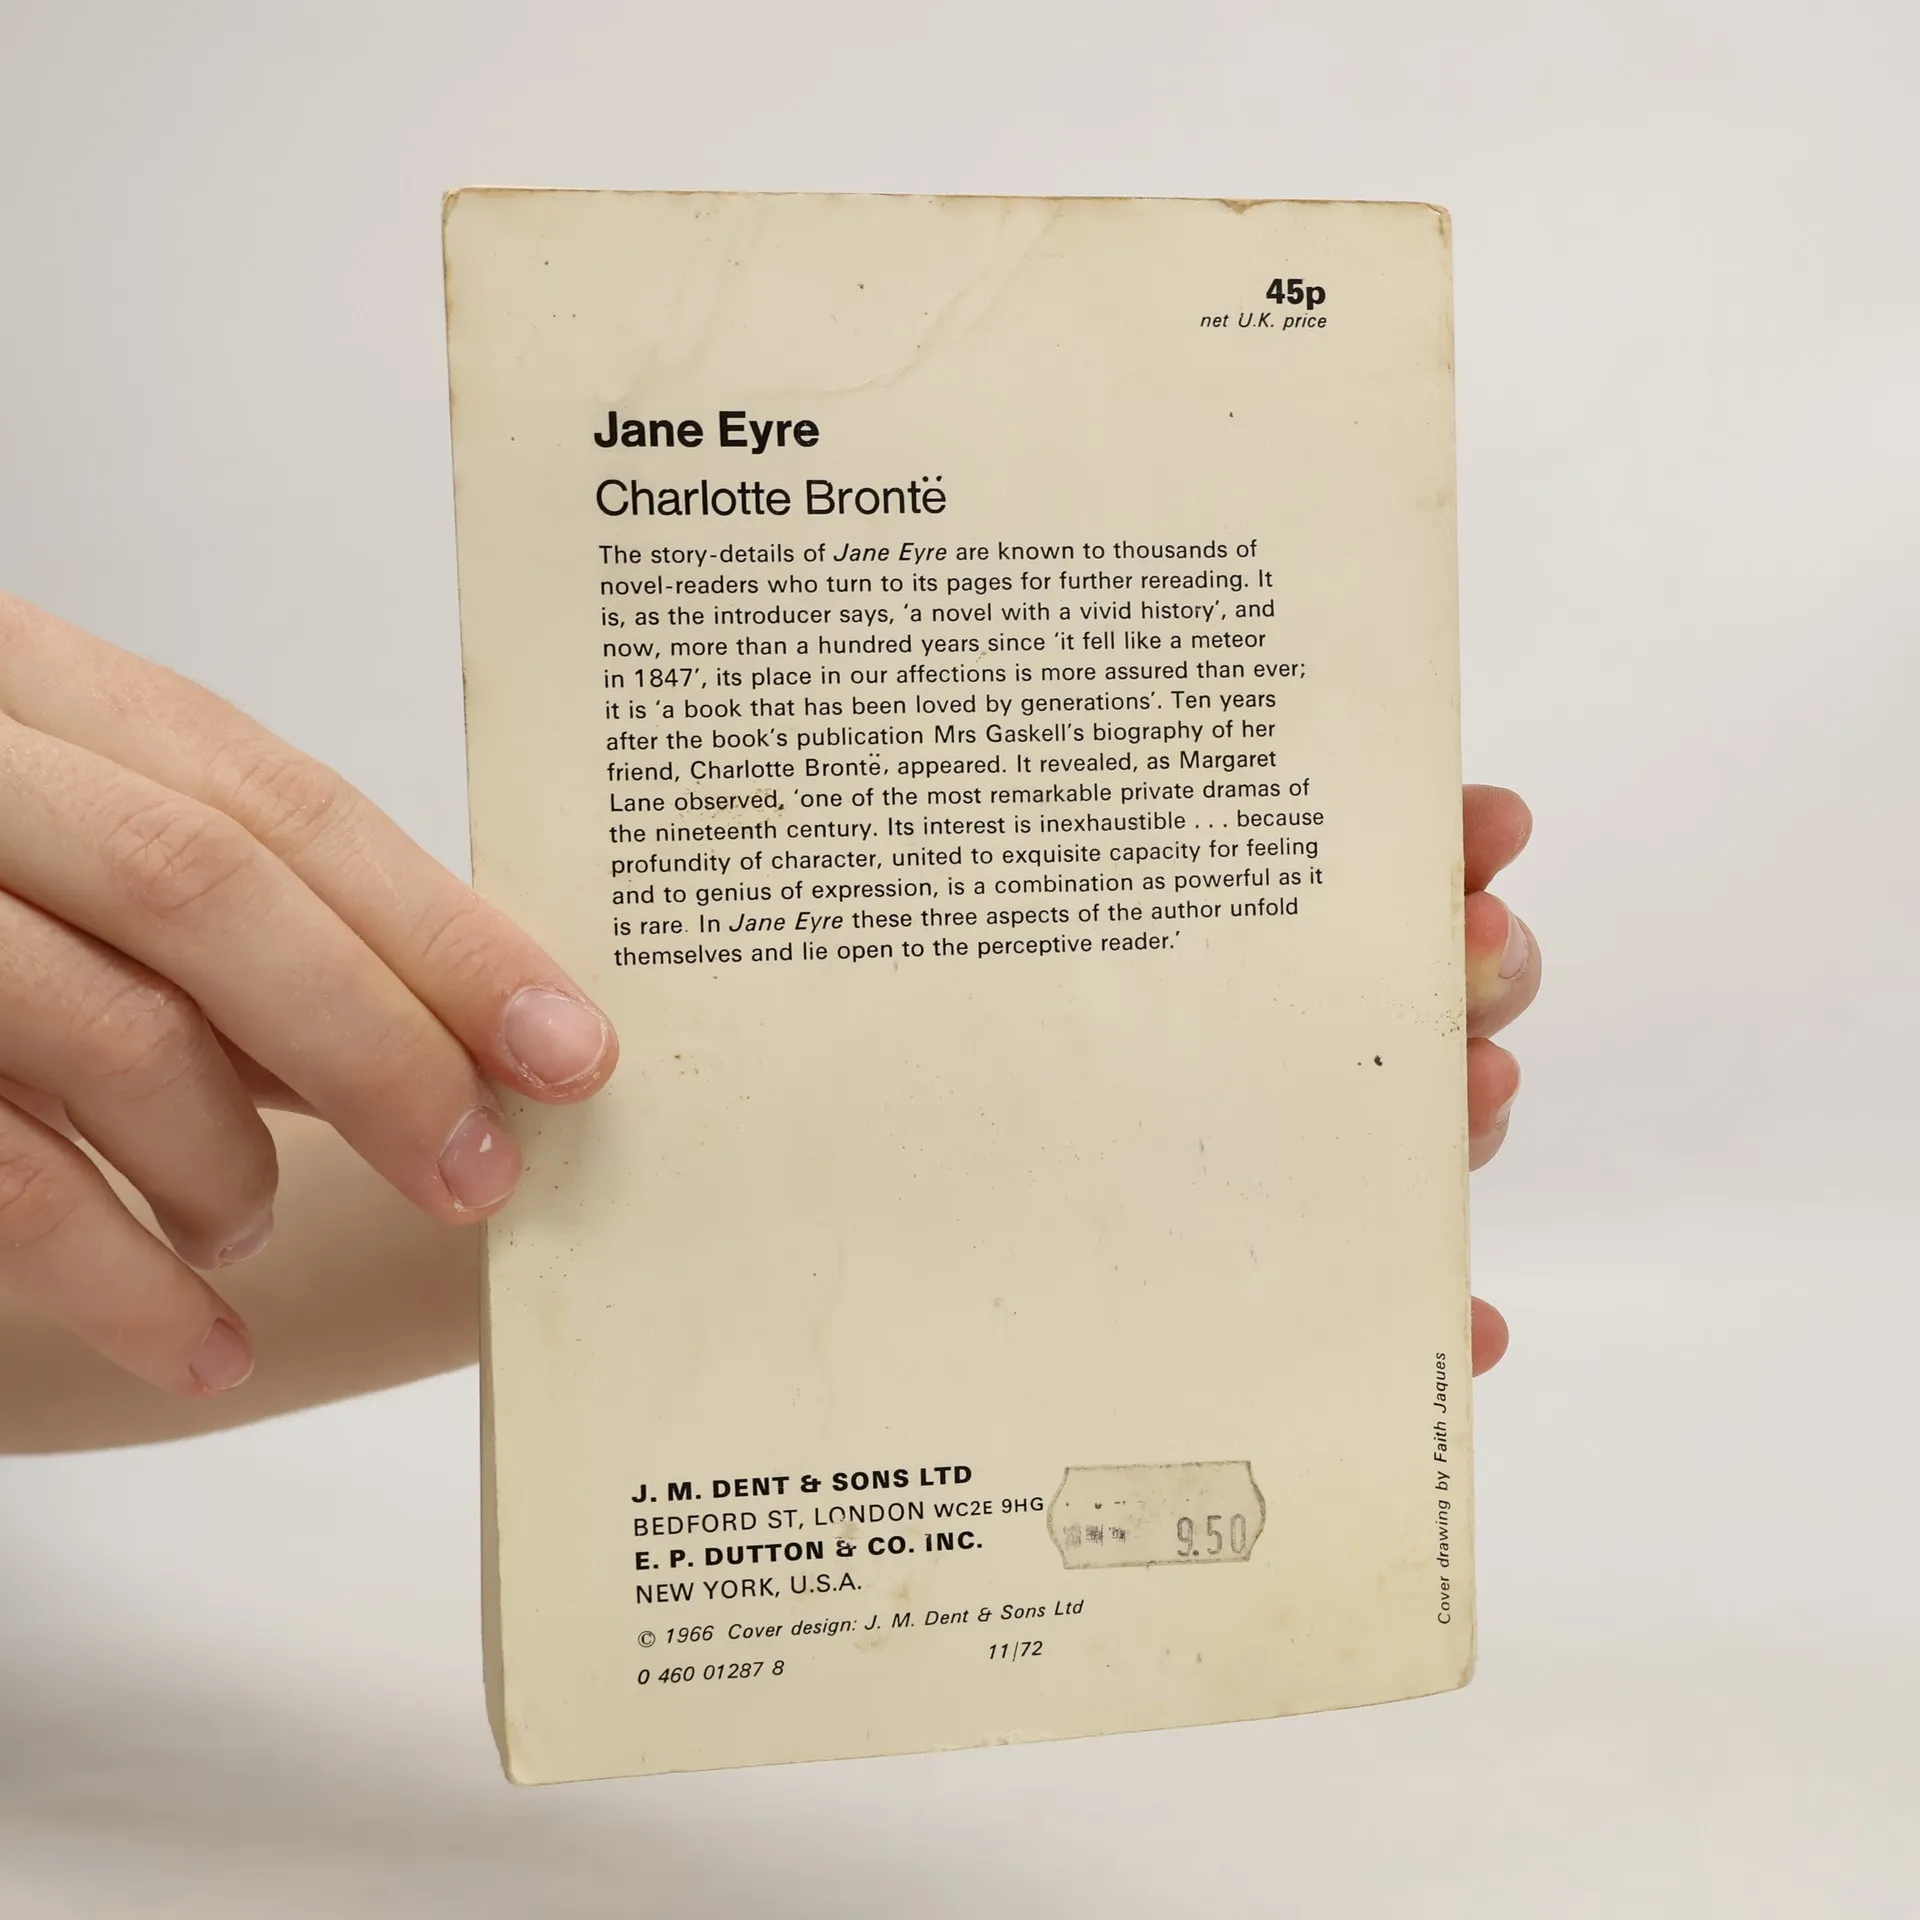 45p
net U.K. price
Jane Eyre
Charlotte Brontë
The story-details of Jane Eyre are known to thousands of
novel-readers who turn to its pages for further rereading. It
is, as the introducer says, ‘a novel with a vivid history’, and
now, more than a hundred years since ‘it fell like a meteor
in 1847’, its place in our affections is more assured than ever;
it is ‘a book that has been loved by generations’. Ten years
after the book’s publication Mrs Gaskell’s biography of her
friend, Charlotte Brontë, appeared. It revealed, as Margaret
Lane observed, ‘one of the most remarkable private dramas of
the nineteenth century. Its interest is inexhaustible . . . because
profundity of character, united to exquisite capacity for feeling
and to genius of expression, is a combination as powerful as it
is rare. In Jane Eyre these three aspects of the author unfold
themselves and lie open to the perceptive reader.’
J. M. DENT & SONS LTD
BEDFORD ST, LONDON WC2E 9HG
E. P. DUTTON & CO. INC.
NEW YORK, U.S.A.
© 1966 Cover design: J. M. Dent & Sons Ltd
0 460 01287 8
11/72
9.50
Cover drawing by Faith Jaques